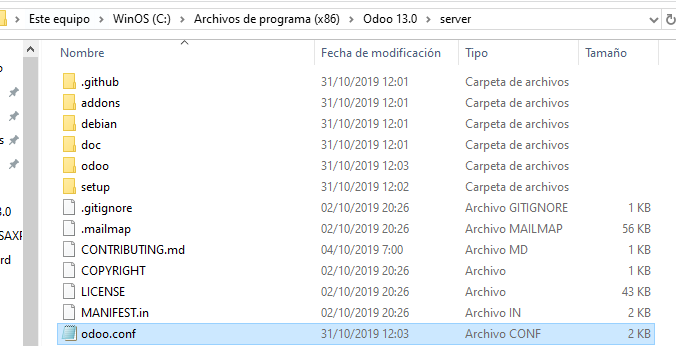 Este equipo > WinOS (C:) > Archivos de programa (x86) > Odoo 13.0 > server
Nombre Fecha de modificación Tipo Tamaño
.github 31/10/2019 12:01 Carpeta de archivos
addons 31/10/2019 12:01 Carpeta de archivos
debian 31/10/2019 12:01 Carpeta de archivos
doc 31/10/2019 12:01 Carpeta de archivos
odoo 31/10/2019 12:03 Carpeta de archivos
setup 31/10/2019 12:02 Carpeta de archivos
.gitignore 02/10/2019 20:26 Archivo GITIGNORE 1 KB
.mailmap 02/10/2019 20:26 Archivo MAILMAP 56 KB
CONTRIBUTING.md 04/10/2019 7:00 Archivo MD 1 KB
COPYRIGHT 02/10/2019 20:26 Archivo 1 KB
LICENSE 02/10/2019 20:26 Archivo 43 KB
MANIFEST.in 02/10/2019 20:26 Archivo IN 2 KB
odoo.conf 31/10/2019 12:03 Archivo CONF 2 KB